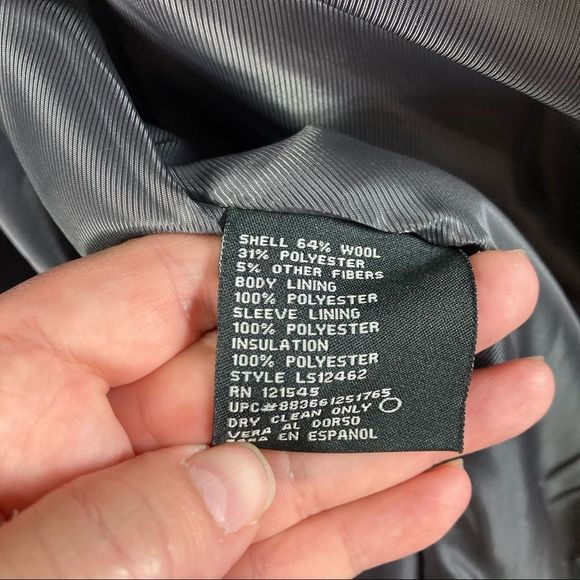 SHELL 64% WOOL
31% POLYESTER
5% OTHER FIBERS
BODY LINING
100% POLYESTER
SLEEVE LINING
100% POLYESTER
INSULATION
100% POLYESTER
STYLE LS12462
RN 121545
UPC#883661251765
DRY CLEAN ONLY
VERA AL DORSO
EN ESPANOL